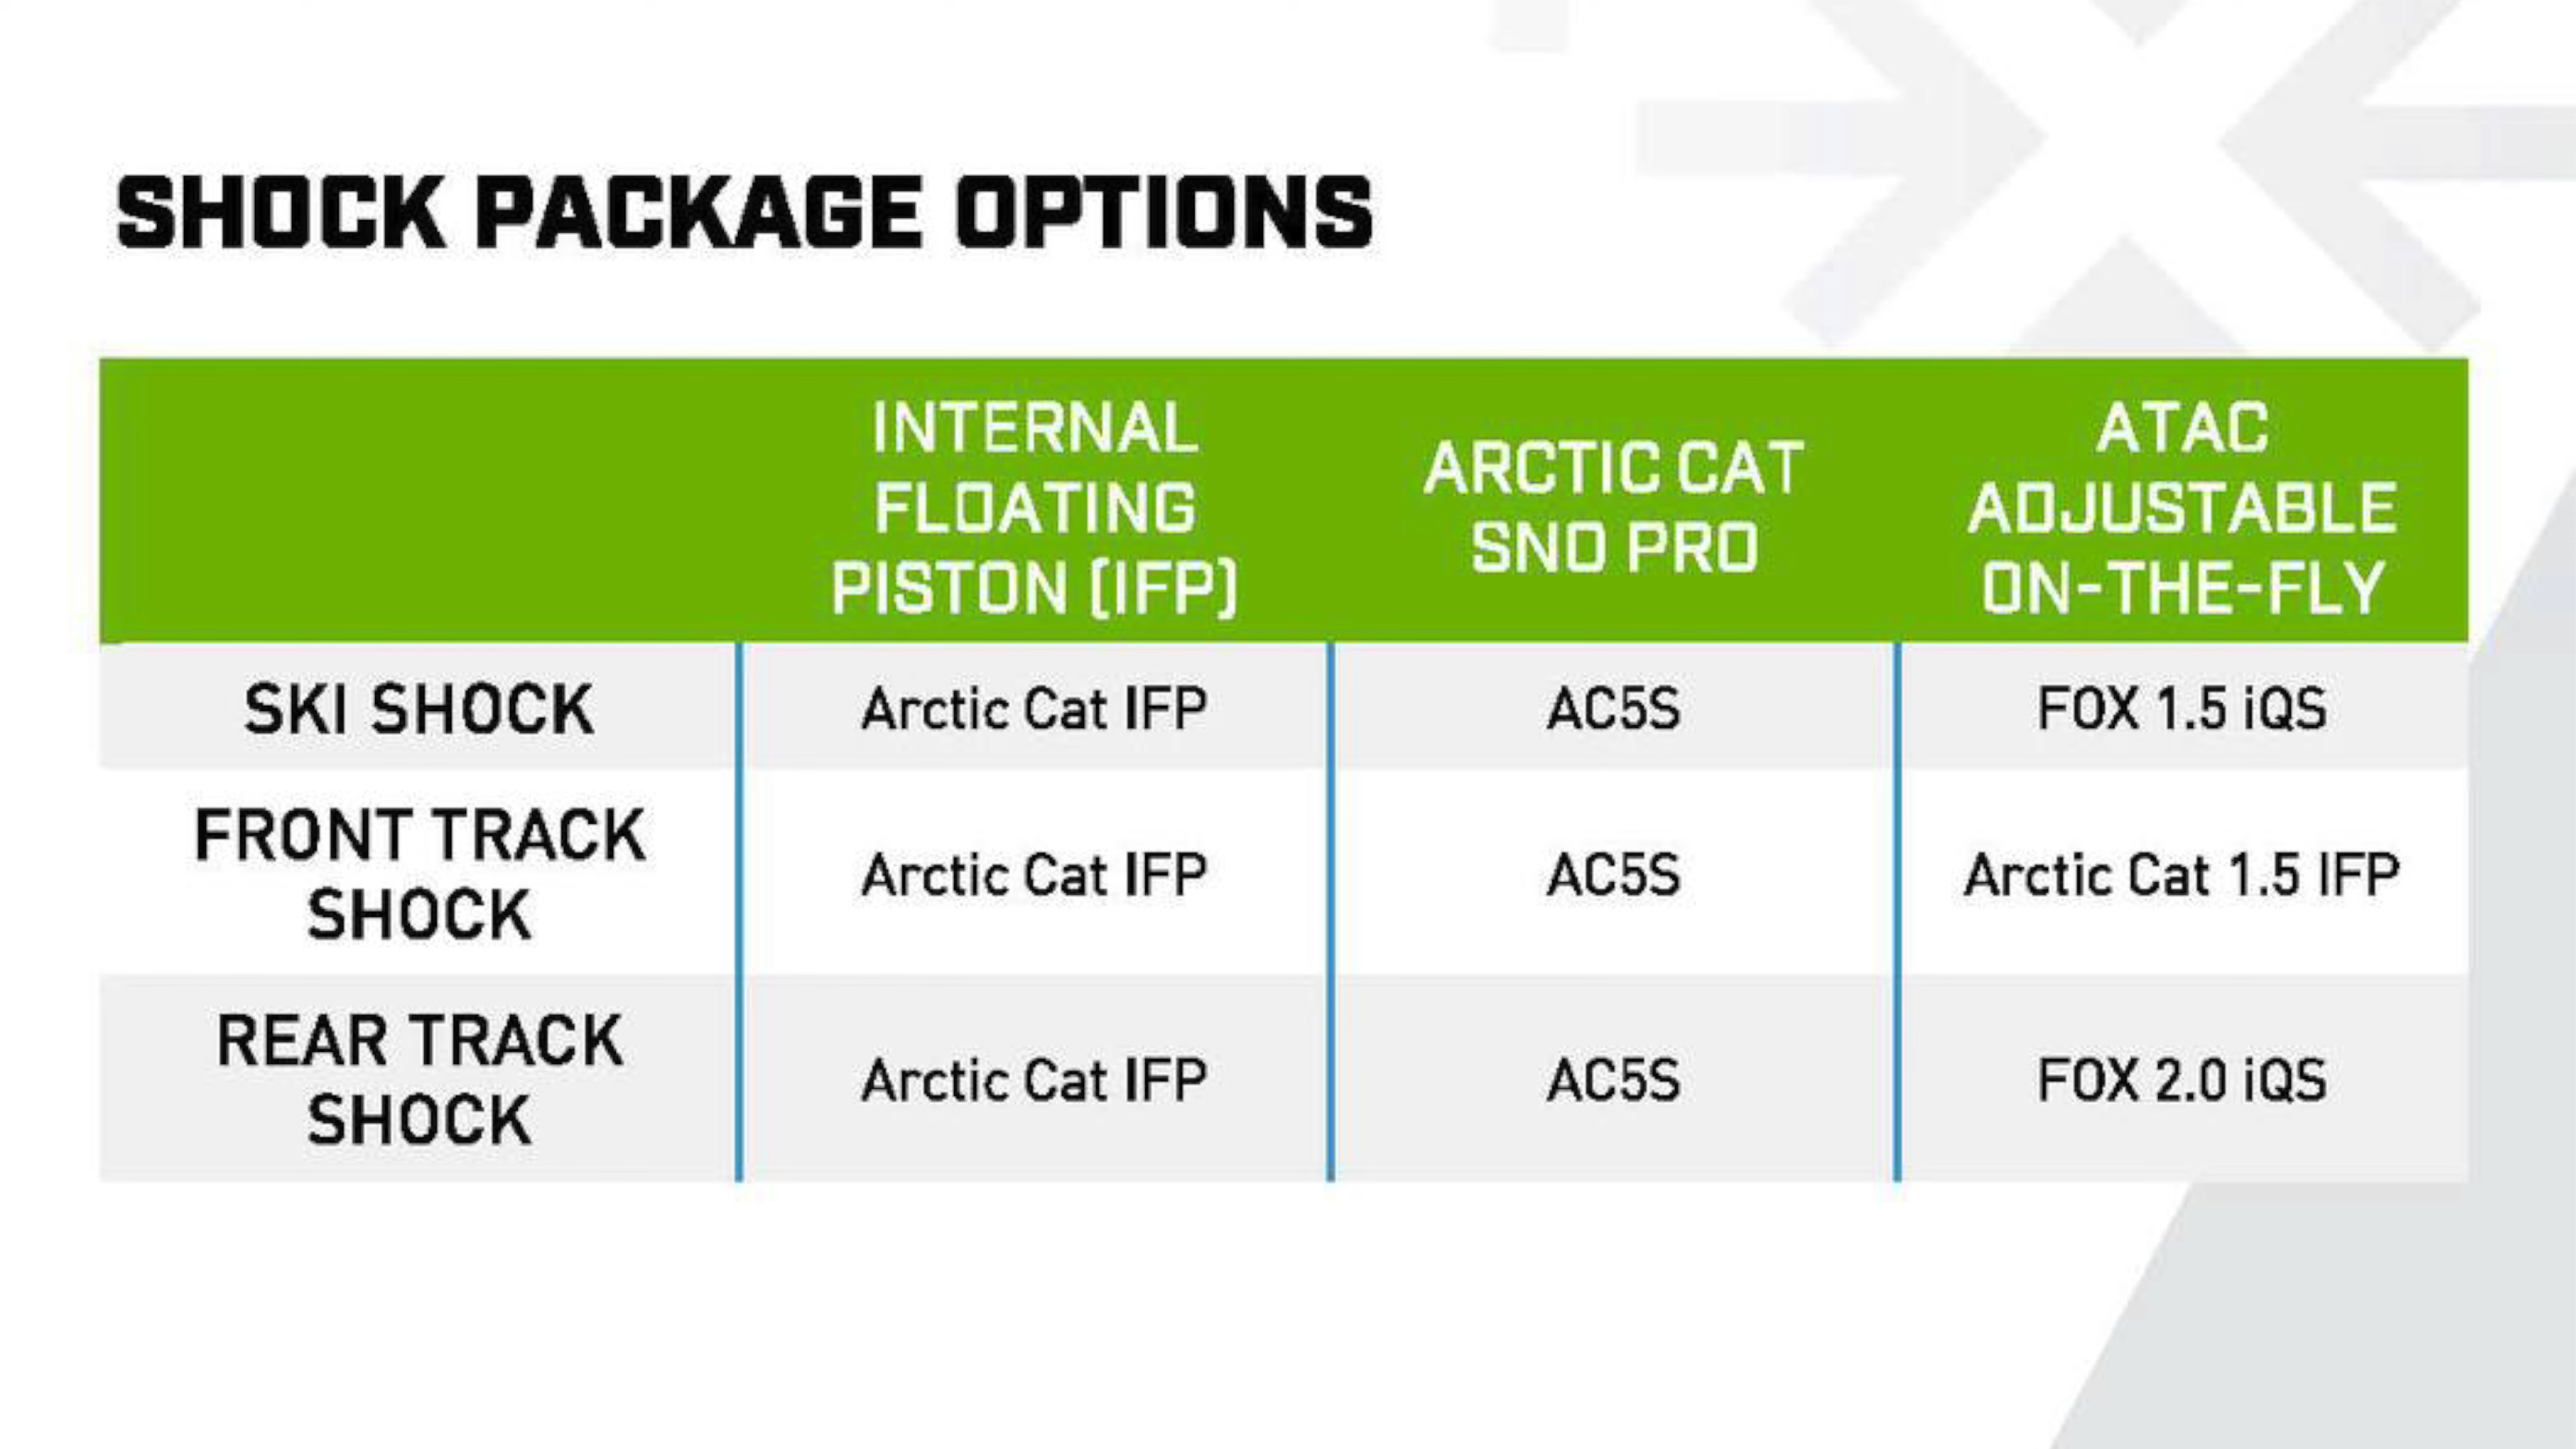 SHOCK PACKAGE OPTIONS
INTERNAL
FLOATING
PISTON (IFP)
ARCTIC CAT
SNO PRO
ATAC
ADJUSTABLE
ON-THE-FLY
SKI SHOCK
Arctic Cat IFP
AC5S
FOX 1.5 iQS
FRONT TRACK
SHOCK
Arctic Cat IFP
AC5S
Arctic Cat 1.5 IFP
REAR TRACK
SHOCK
Arctic Cat IFP
AC5S
FOX 2.0 iQS